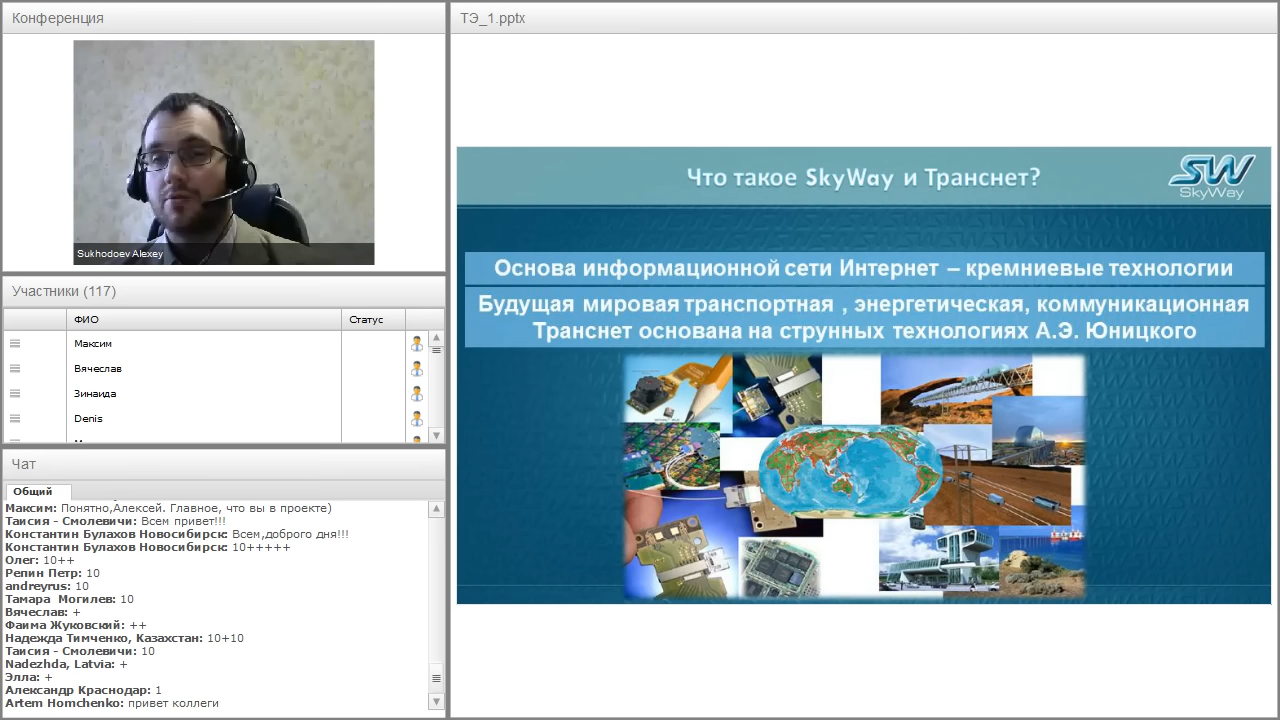 Конференция
Sukhodoev Alexey
Участники (117)
ФИО
Статус
Максим
Вячеслав
Зинаида
Denis
Чат
Общий
Максим: Понятно,Алексей. Главное, что вы в проекте)
Таисия - Смолевичи: Всем привет!!!
Константин Булахов Новосибирск: Всем,доброго дня!!!
Константин Булахов Новосибирск: 10+++++
Олег: 10++
Репин Петр: 10
andreyrus: 10
Тамара Могилев: 10
Вячеслав: +
Фаима Жуковский: ++
Надежда Тимченко, Казахстан: 10+10
Таисия - Смолевичи: 10
Nadezhda, Latvia: +
Элла: +
Александр Краснодар: 1
Artem Homchenko: привет коллеги
ТЭ_1.pptx
Что такое SkyWay и Транснет?
SW
SkyWay
Основа информационной сети Интернет – кремниевые технологии
Будущая мировая транспортная , энергетическая, коммуникационная
Транснет основана на струнных технологиях А.Э. Юницкого